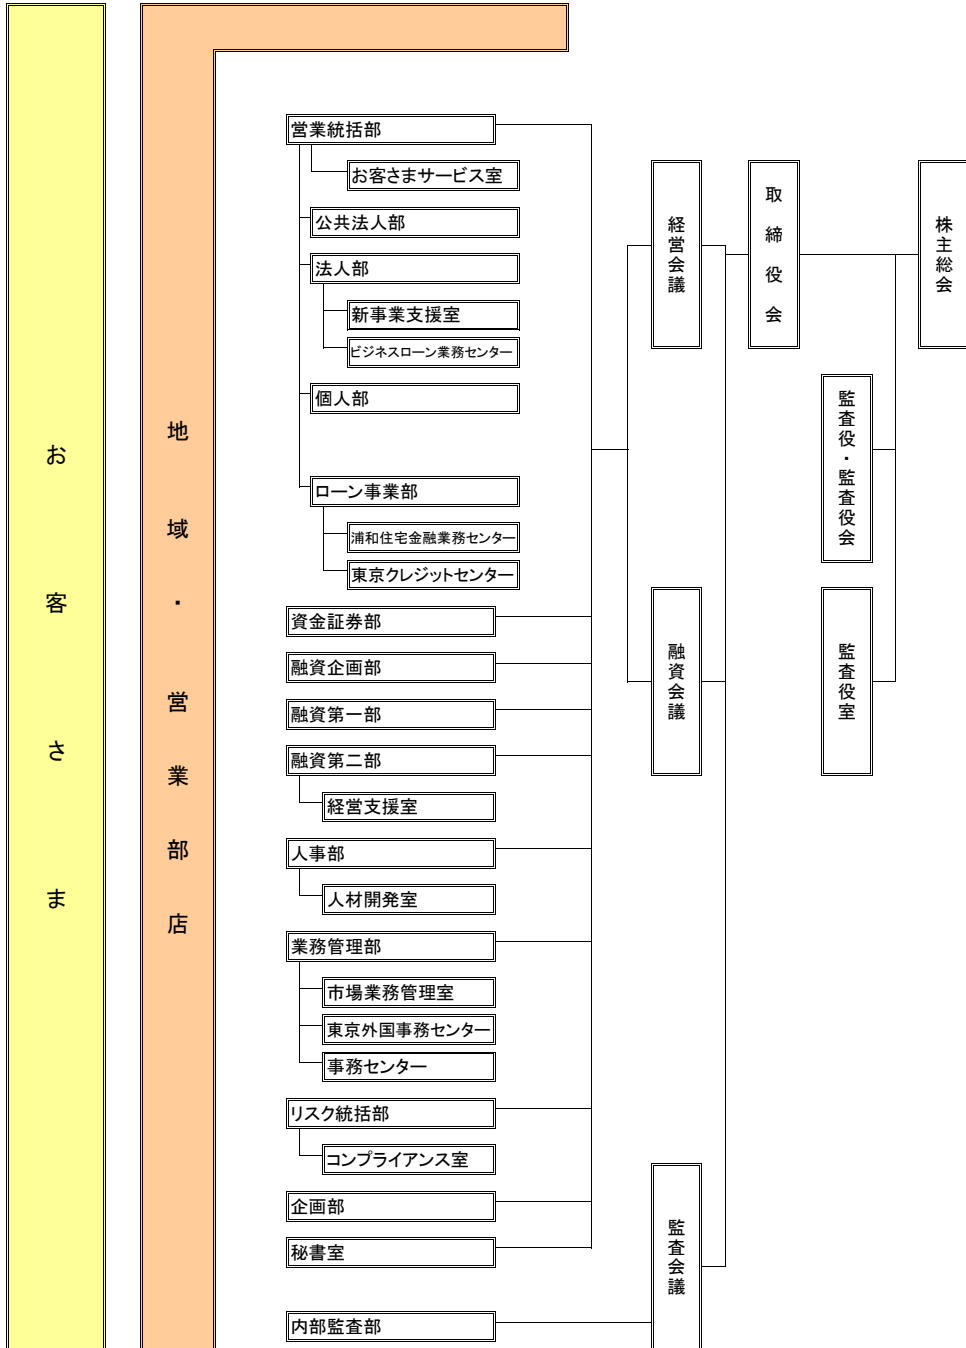 お客さま
地域・営業部店
営業統括部
お客さまサービス室
公共法人部
法人部
新事業支援室
ビジネスローン業務センター
個人部
ローン事業部
浦和住宅金融業務センター
東京クレジットセンター
資金証券部
融資企画部
融資第一部
融資第二部
経営支援室
人事部
人材開発室
業務管理部
市場業務管理室
東京外国事務センター
事務センター
リスク統括部
コンプライアンス室
企画部
秘書室
内部監査部
経営会議
融資会議
監査会議
取締役会
監査役・監査役会
監査役室
株主総会